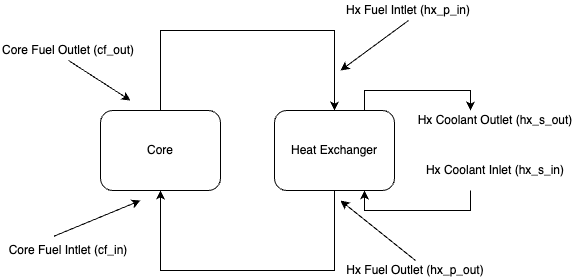 Hx Fuel Intlet (hx_p_in)
Core Fuel Outlet (cf_out)
Hx Coolant Outlet (hx_s_out)
Core
Heat Exchanger
Hx Coolant Inlet (hx_s_in)
Core Fuel Intlet (cf_in)
Hx Fuel Outlet (hx_p_out)